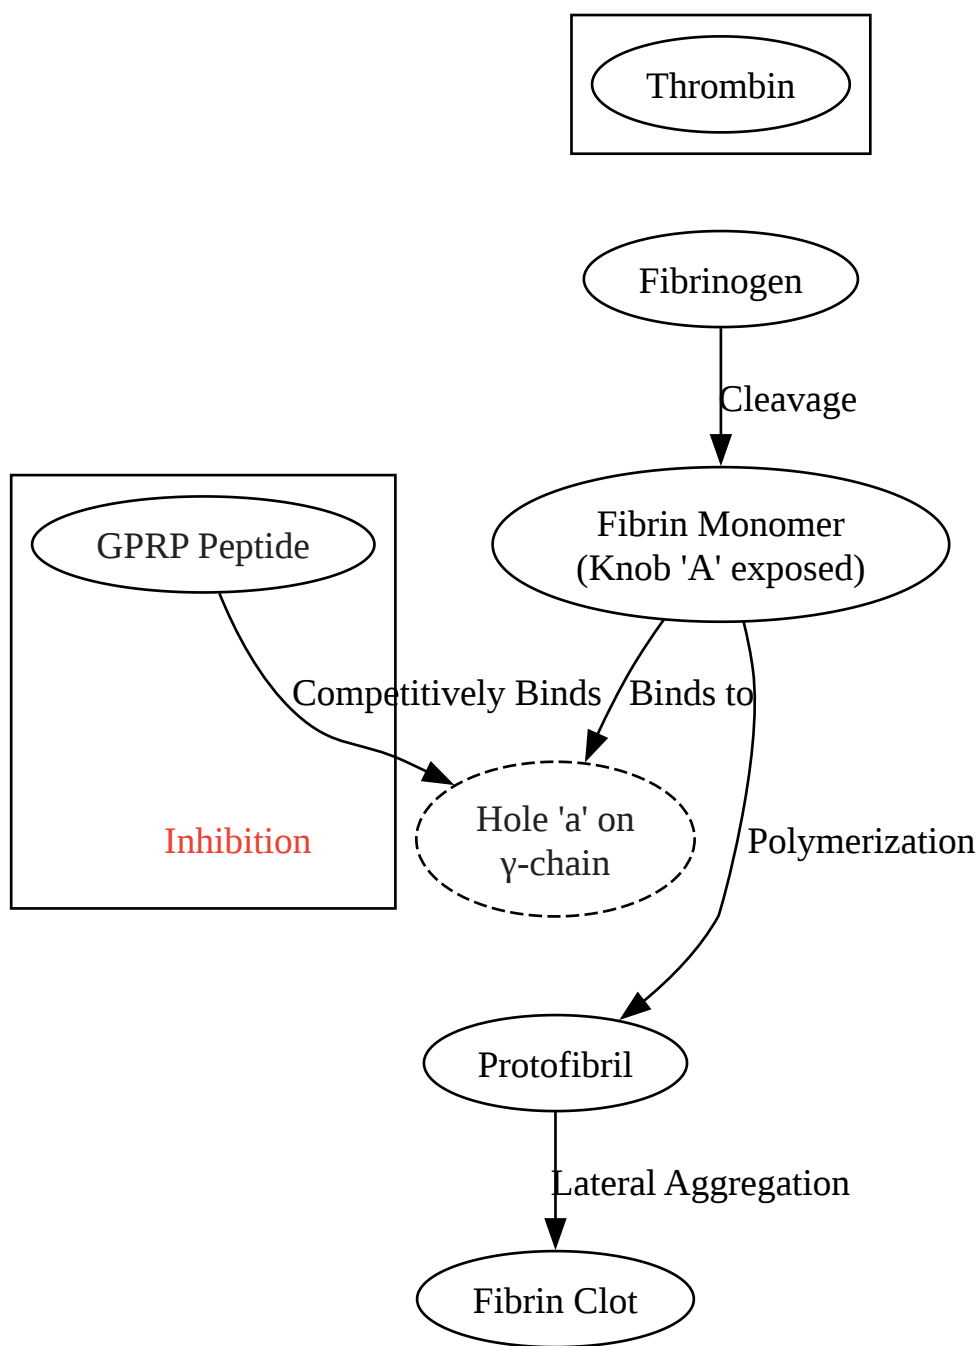 Thrombin
Fibrinogen
Cleavage
GPRP Peptide
Fibrin Monomer
(Knob 'A' exposed)
Competitively Binds
Binds to
Hole 'a' on
γ-chain
Inhibition
Polymerization
Protofibril
Lateral Aggregation
Fibrin Clot